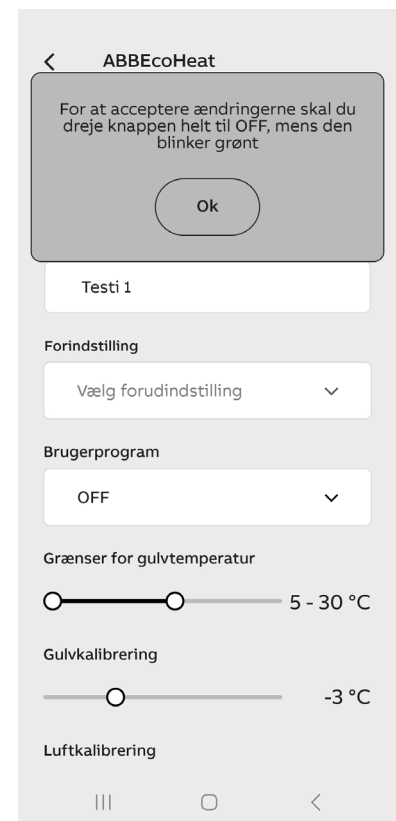 ABBEcoHeat
For at acceptere ændringerne skal du
dreje knappen helt til OFF, mens den
blinker grønt
Ok
Testi 1
Forindstilling
Vælg forudindstilling
Brugerprogram
OFF
Grænser for gulvtemperatur
5 - 30 °C
Gulvkalibrering
-3 °C
Luftkalibrering